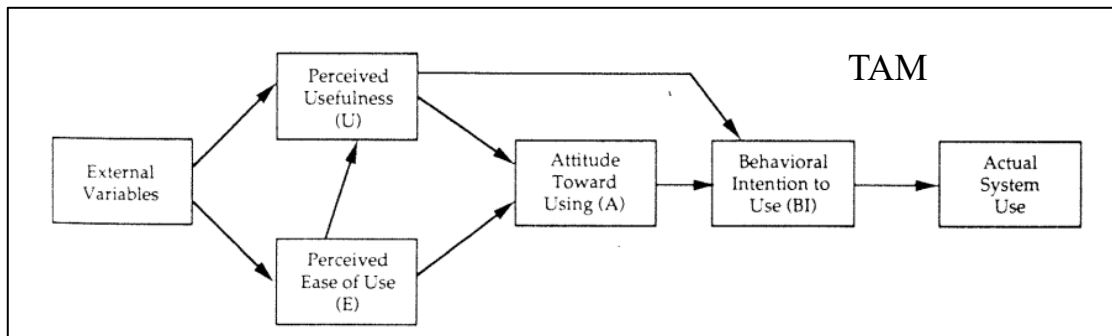 TAM
Perceived
Usefulness
(U)
External
Variables
Attitude
Toward
Using (A)
Behavioral
Intention to
Use (BI)
Actual
System
Use
Perceived
Ease of Use
(E)